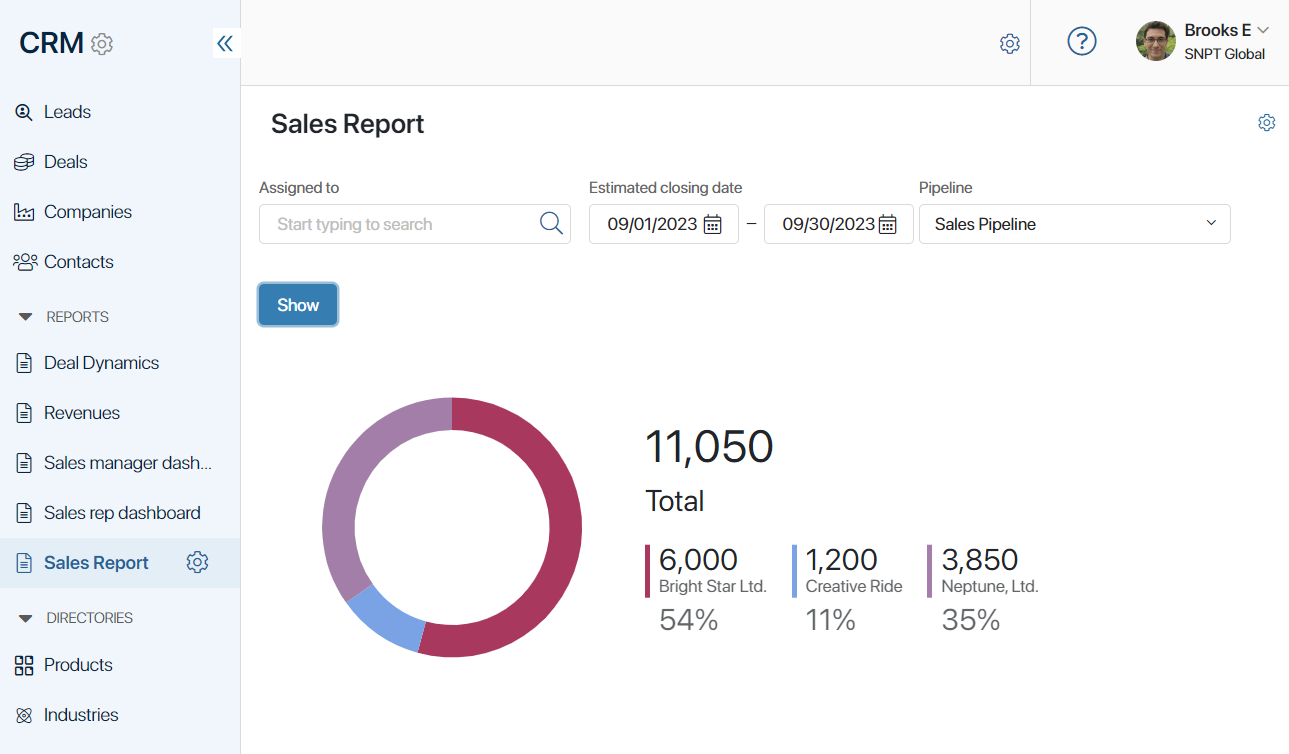 CRM
Leads
Deals
Companies
Contacts
REPORTS
Deal Dynamics
Revenues
Sales manager dash...
Sales rep dashboard
Sales Report
DIRECTORIES
Products
Industries
?
Brooks E
SNPT Global
Sales Report
Assigned to
Estimated closing date
Pipeline
Start typing to search
09/01/2023 – 09/30/2023
Sales Pipeline
Show
11,050
Total
6,000
Bright Star Ltd.
54%
1,200
Creative Ride
11%
3,850
Neptune, Ltd.
35%